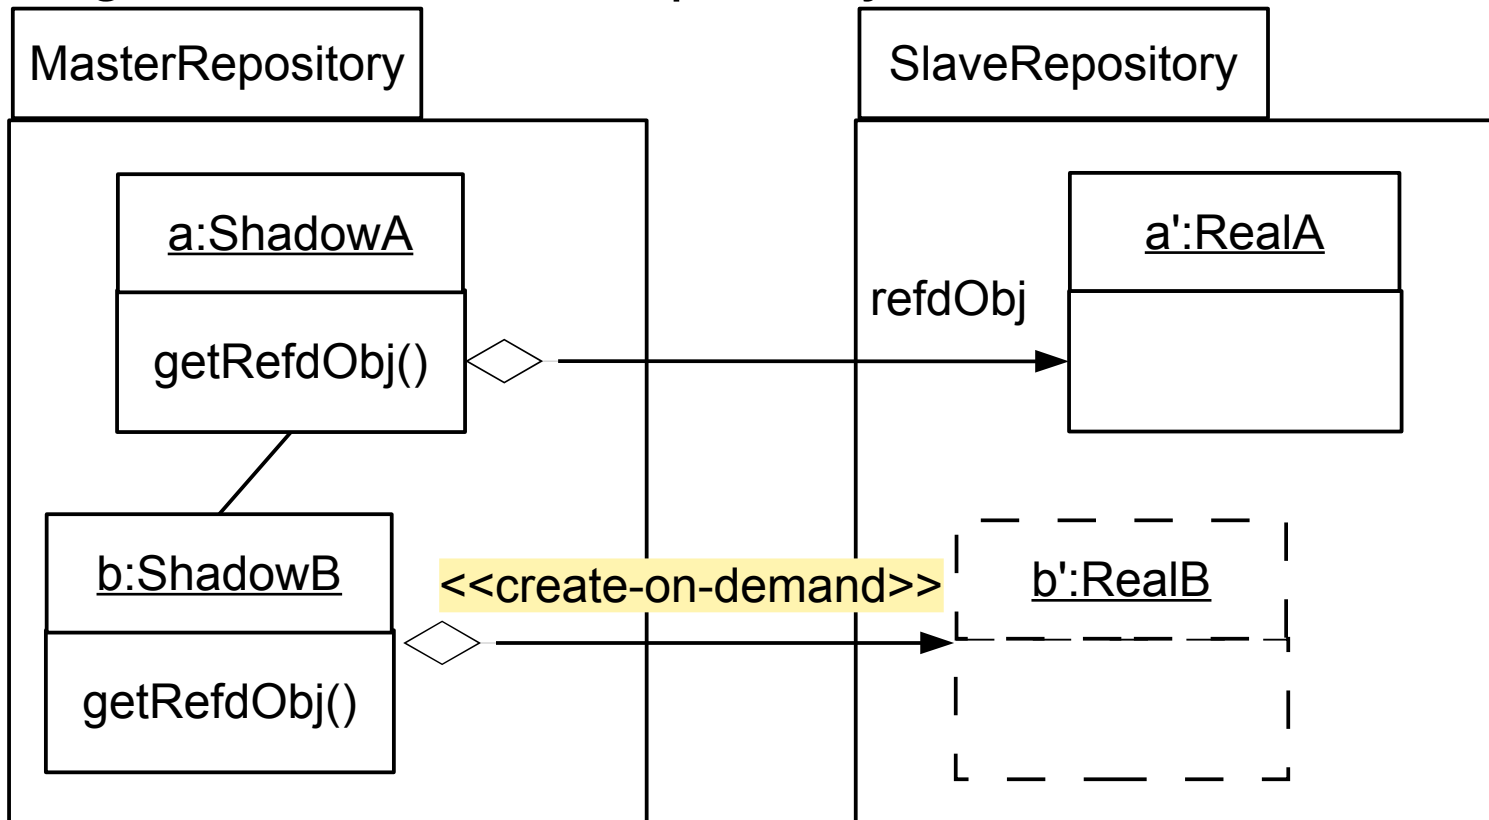 MasterRepository
SlaveRepository
a:ShadowA
a':RealA
refdObj
getRefdObj()
b:ShadowB
<<create-on-demand>>
b':RealB
getRefdObj()